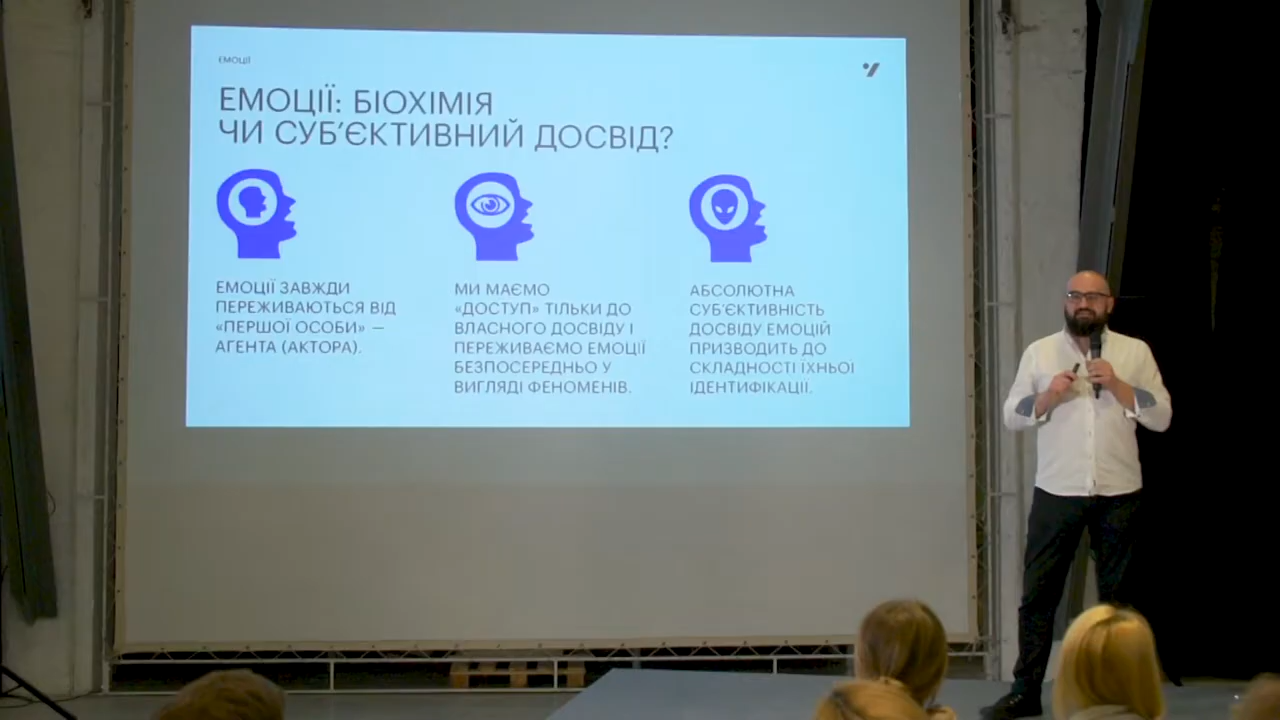 ЕМОЦІЇ
ЕМОЦІЇ: БІОХІМІЯ
ЧИ СУБ’ЄКТИВНИЙ ДОСВІД?
ЕМОЦІЇ ЗАВЖДИ
ПЕРЕЖИВАЮТЬСЯ ВІД
«ПЕРШОЇ ОСОБИ» —
АГЕНТА (АКТОРА).
МИ МАЄМО
«ДОСТУП» ТІЛЬКИ ДО
ВЛАСНОГО ДОСВІДУ І
ПЕРЕЖИВАЄМО ЕМОЦІЇ
БЕЗПОСЕРЕДНЬО У
ВИГЛЯДІ ФЕНОМЕНІВ.
АБСОЛЮТНА
СУБ’ЄКТИВНІСТЬ
ДОСВІДУ ЕМОЦІЙ
ПРИЗВОДИТЬ ДО
СКЛАДНОСТІ ЇХНЬОЇ
ІДЕНТИФІКАЦІЇ.